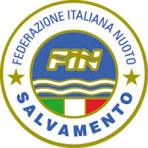 FEDERAZIONE ITALIANA NUOTO
FIN
SALVAMENTO